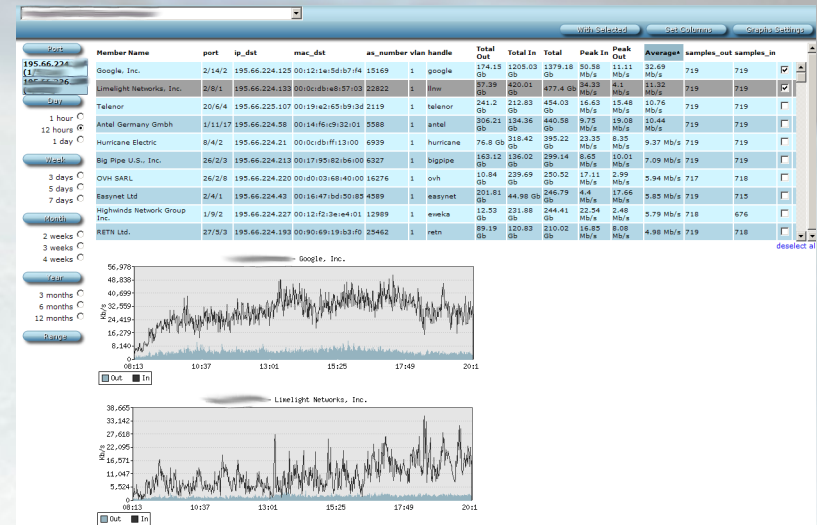 With Selected Set Columns Graphs Settings
Port
195.66.224
(1/
195.66.226
Day
1 hour
12 hours
1 day
Week
3 days
5 days
7 days
Month
2 weeks
3 weeks
4 weeks
Year
3 months
6 months
12 months
Range
Member Name port ip_dst mac_dst as_number vlan handle Total Out Total In Total Peak In Peak Out Average samples_out samples_in
Google, Inc. 2/14/2 195.66.224.125 00:12:1e:5d:b7:f4 15169 1 google 174.15 Gb 1205.03 Gb 1379.18 Gb 50.58 Mb/s 11.11 Mb/s 32.69 Mb/s 719 719
Limelight Networks, Inc. 2/8/1 195.66.224.133 00:0c:db:e8:57:03 22822 1 llnw 57.39 Gb 420.01 Gb 477.4 Gb 34.33 Mb/s 4.1 Mb/s 11.32 Mb/s 719 719
Telenor 20/6/4 195.66.225.107 00:19:e2:65:b9:3d 2119 1 telenor 241.2 Gb 212.83 Gb 454.03 Gb 16.63 Mb/s 15.48 Mb/s 10.76 Mb/s 719 719
Antel Germany Gmbh 1/11/17 195.66.224.58 00:14:f6:c9:32:01 5588 1 antel 306.21 Gb 134.36 Gb 440.58 Gb 9.75 Mb/s 19.08 Mb/s 10.44 Mb/s 719 719
Hurricane Electric 8/4/2 195.66.224.21 00:0c:db:ff:13:00 6939 1 hurricane 76.8 Gb 318.42 Gb 395.22 Gb 23.35 Mb/s 8.35 Mb/s 9.37 Mb/s 719 719
Big Pipe U.S., Inc. 26/2/3 195.66.224.213 00:17:95:82:b6:00 6327 1 bigpipe 163.12 Gb 136.02 Gb 299.14 Gb 8.65 Mb/s 10.01 Mb/s 7.09 Mb/s 719 719
OVH SARL 26/2/8 195.66.224.220 00:d0:03:68:40:00 16276 1 ovh 10.84 Gb 239.69 Gb 250.52 Gb 17.11 Mb/s 2.99 Mb/s 5.94 Mb/s 717 718
Easynet Ltd 2/4/1 195.66.224.43 00:16:47:bd:50:85 4589 1 easynet 201.81 Gb 44.98 Gb 246.79 Gb 4.4 Mb/s 17.66 Mb/s 5.85 Mb/s 719 715
Highwinds Network Group Inc. 1/9/2 195.66.224.227 00:12:f2:3e:e4:01 12989 1 eweka 12.53 Gb 231.88 Gb 244.41 Gb 22.54 Mb/s 2.48 Mb/s 5.79 Mb/s 718 676
RETN Ltd. 27/5/3 195.66.224.193 00:90:69:19:b3:f0 25462 1 retn 89.19 Gb 120.83 Gb 210.02 Gb 16.85 Mb/s 8.08 Mb/s 4.98 Mb/s 719 718
deselect al
Google, Inc.
56,978
48,838
40,699
32,559
24,419
16,279
8,140
0
Kb/s
08:13 10:37 13:01 15:25 17:49 20:1
Out In
Limelight Networks, Inc.
38,665
33,142
27,618
22,095
16,571
11,047
5,524
0
Kb/s
08:13 10:37 13:01 15:25 17:49 20:1
Out In